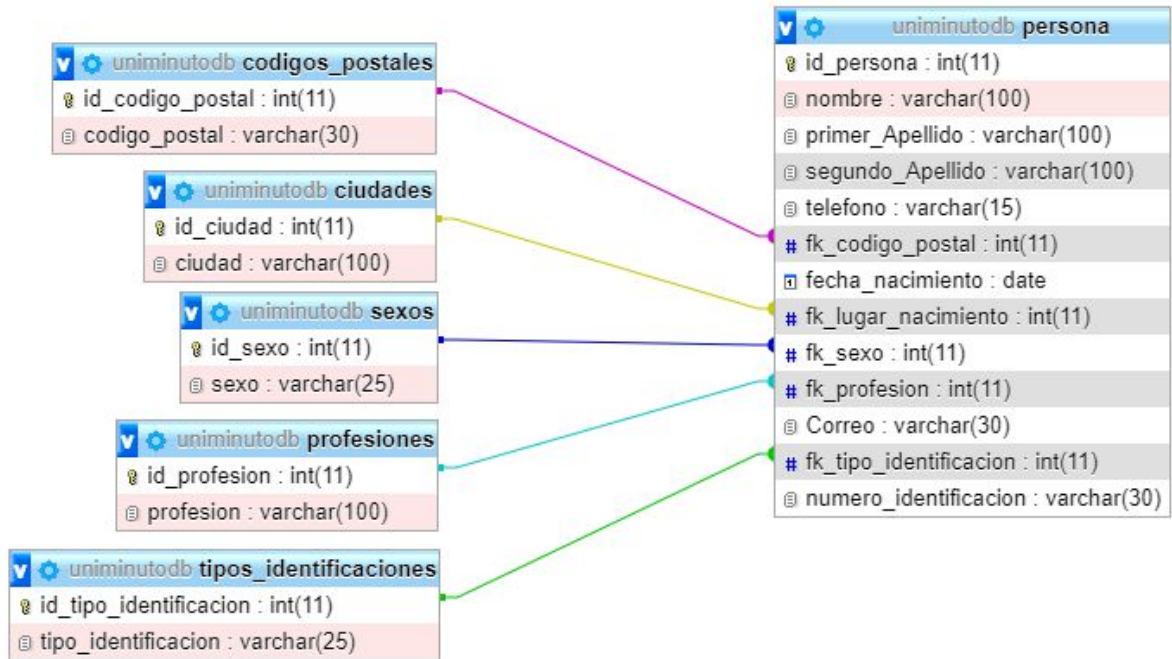 uniminutodb codigos_postales
id_codigo_postal : int(11)
codigo_postal : varchar(30)
uniminutodb ciudades
id_ciudad : int(11)
ciudad : varchar(100)
uniminutodb sexos
id_sexo : int(11)
sexo : varchar(25)
uniminutodb profesiones
id_profesion : int(11)
profesion : varchar(100)
uniminutodb tipos_identificaciones
id_tipo_identificacion : int(11)
tipo_identificacion : varchar(25)
uniminutodb persona
id_persona : int(11)
nombre : varchar(100)
primer_Apellido : varchar(100)
segundo_Apellido : varchar(100)
telefono : varchar(15)
# fk_codigo_postal : int(11)
fecha_nacimiento : date
# fk_lugar_nacimiento : int(11)
# fk_sexo : int(11)
# fk_profesion : int(11)
Correo : varchar(30)
# fk_tipo_identificacion : int(11)
numero_identificacion : varchar(30)